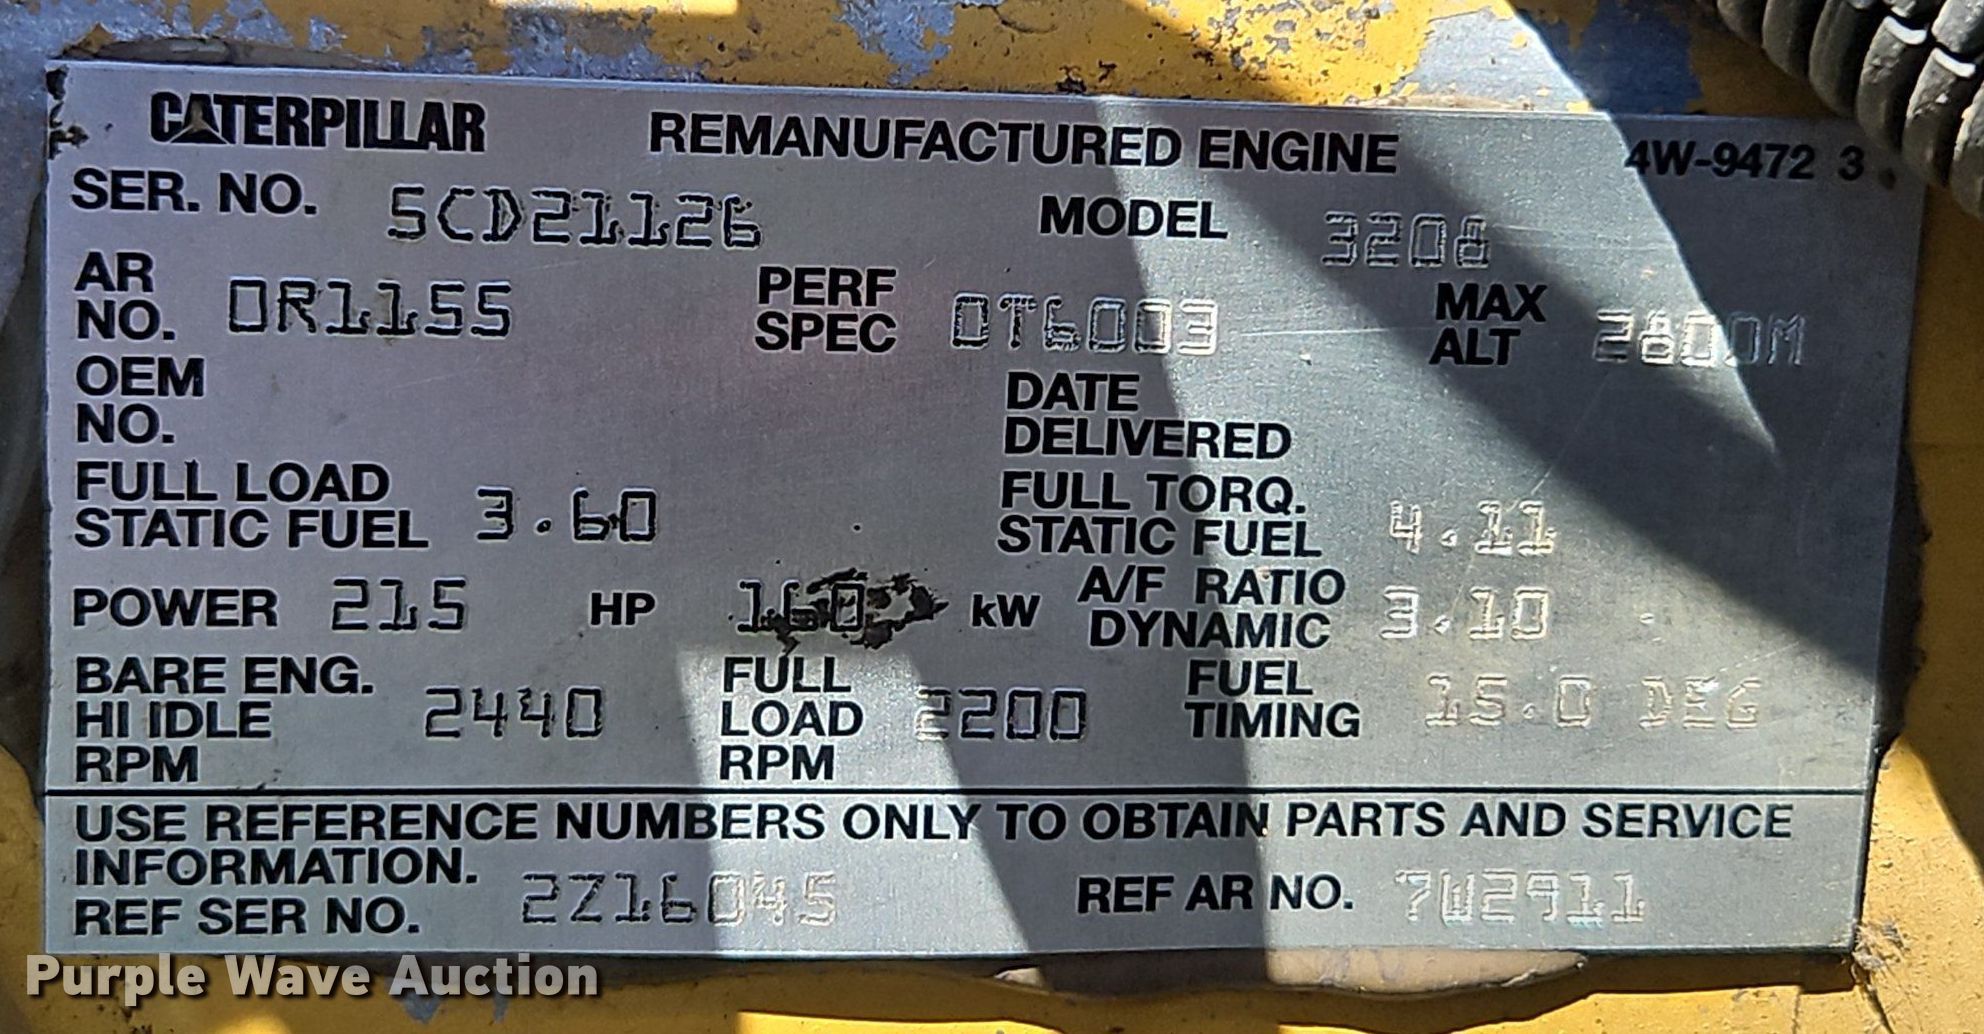 CATERPILLAR REMANUFACTURED ENGINE 4W-9472 3
SER. NO. 5CD21126 MODEL 3208
AR NO. 0R1155 PERF SPEC 0T6003 MAX ALT 2800M
OEM NO. DATE DELIVERED
FULL LOAD STATIC FUEL 3.60 FULL TORQ. STATIC FUEL 4.11
POWER 215 HP 160 kW A/F RATIO DYNAMIC 3.10
BARE ENG. HI IDLE RPM 2440 FULL LOAD RPM 2200 FUEL TIMING 15.0 DEG
USE REFERENCE NUMBERS ONLY TO OBTAIN PARTS AND SERVICE
INFORMATION.
REF SER NO. 2Z16045 REF AR NO. 7W2911
Purple Wave Auction